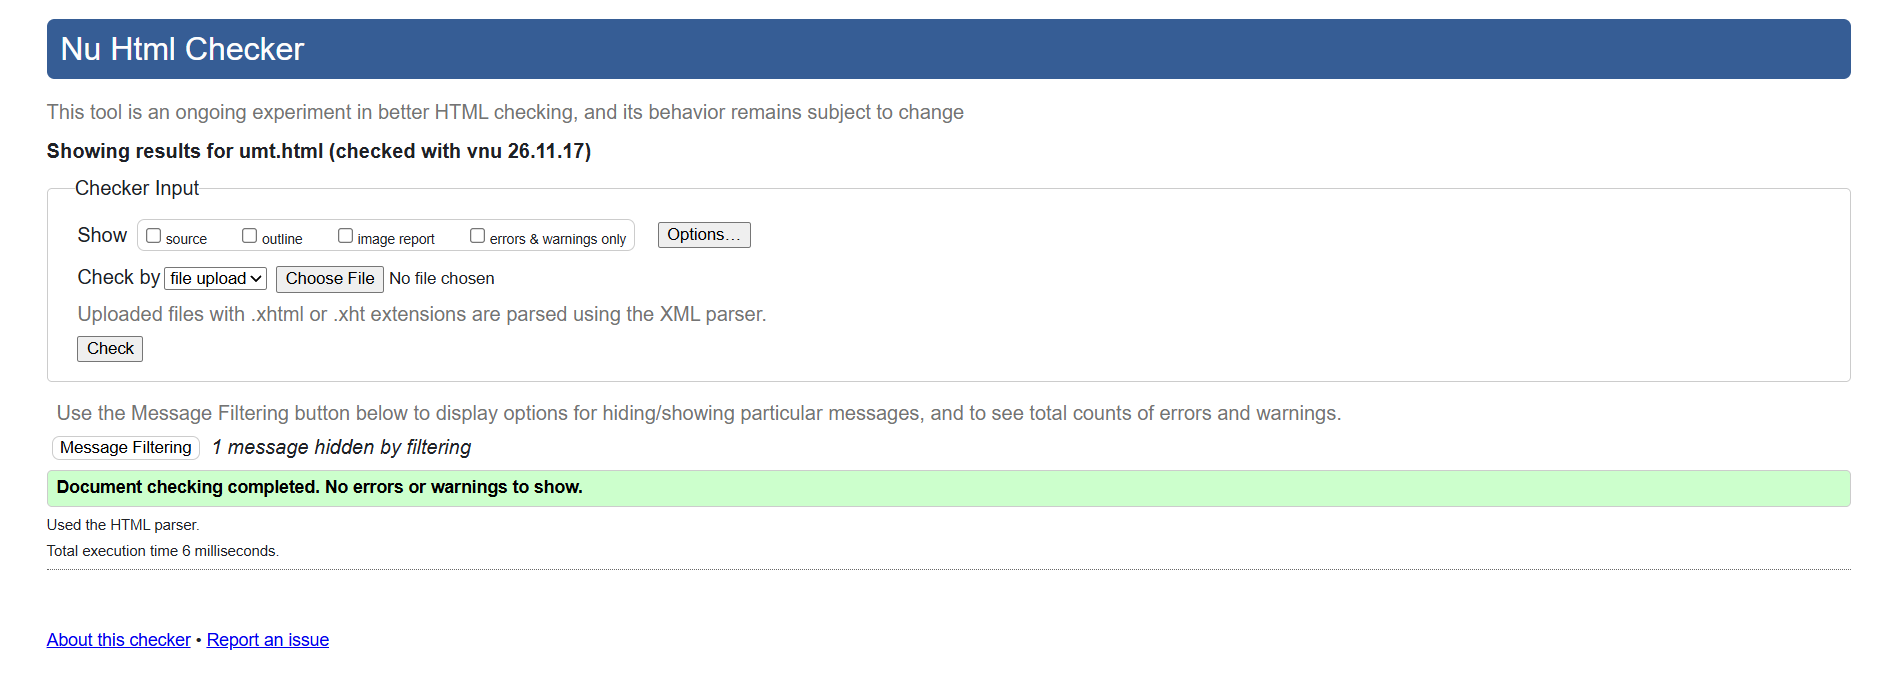 Nu Html Checker
This tool is an ongoing experiment in better HTML checking, and its behavior remains subject to change
Showing results for umt.html (checked with vnu 26.11.17)
Checker Input
Show source outline image report errors & warnings only Options…
Check by file upload Choose File No file chosen
Uploaded files with .xhtml or .xht extensions are parsed using the XML parser.
Check
Use the Message Filtering button below to display options for hiding/showing particular messages, and to see total counts of errors and warnings.
Message Filtering 1 message hidden by filtering
Document checking completed. No errors or warnings to show.
Used the HTML parser.
Total execution time 6 milliseconds.
About this checker • Report an issue